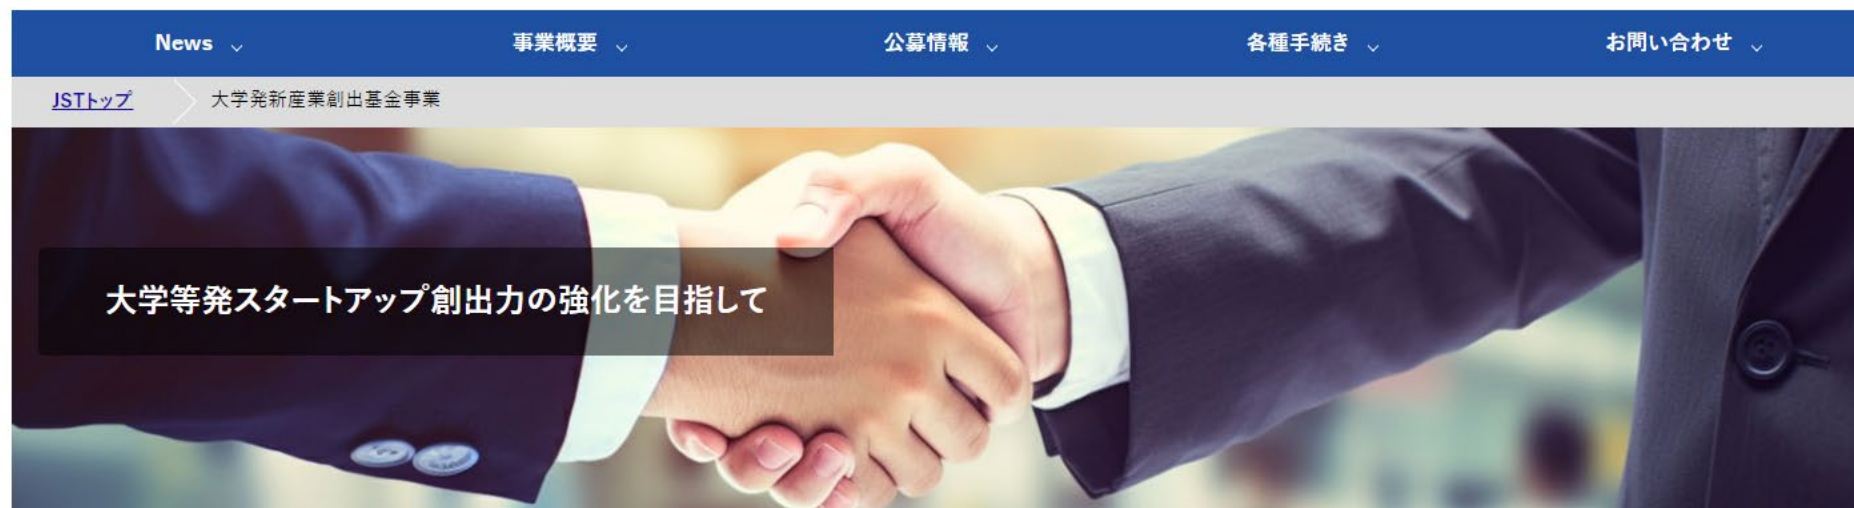 News 事業概要 公募情報 各種手続き お問い合わせ
JSTトップ 大学発新産業創出基金事業
大学等発スタートアップ創出力の強化を目指して